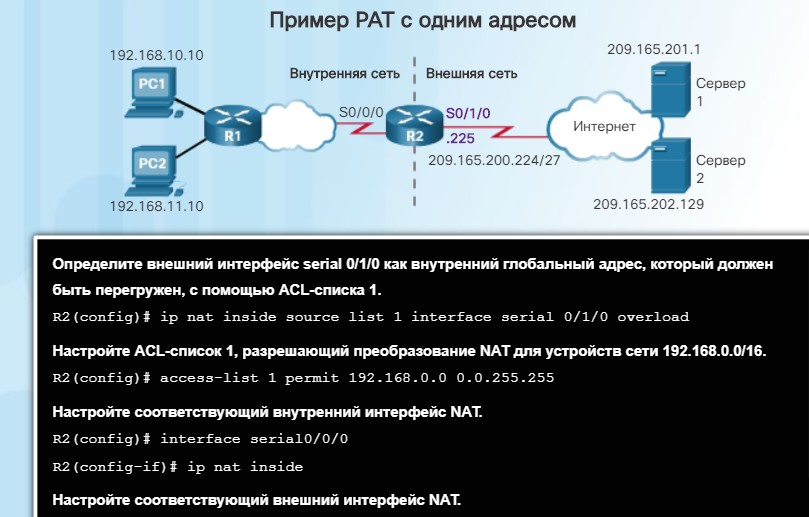 Пример PAT с одним адресом
192.168.10.10
209.165.201.1
Внутренняя сеть
Внешняя сеть
PC1
Сервер
1
S0/0/0
S0/1/0
R1
R2
.225
Интернет
209.165.200.224/27
PC2
Сервер
2
192.168.11.10
209.165.202.129
Определите внешний интерфейс serial 0/1/0 как внутренний глобальный адрес, который должен
быть перегружен, с помощью ACL-списка 1.
R2(config)# ip nat inside source list 1 interface serial 0/1/0 overload
Настройте ACL-список 1, разрешающий преобразование NAT для устройств сети 192.168.0.0/16.
R2(config)# access-list 1 permit 192.168.0.0 0.0.255.255
Настройте соответствующий внутренний интерфейс NAT.
R2(config)# interface serial0/0/0
R2(config-if)# ip nat inside
Настройте соответствующий внешний интерфейс NAT.